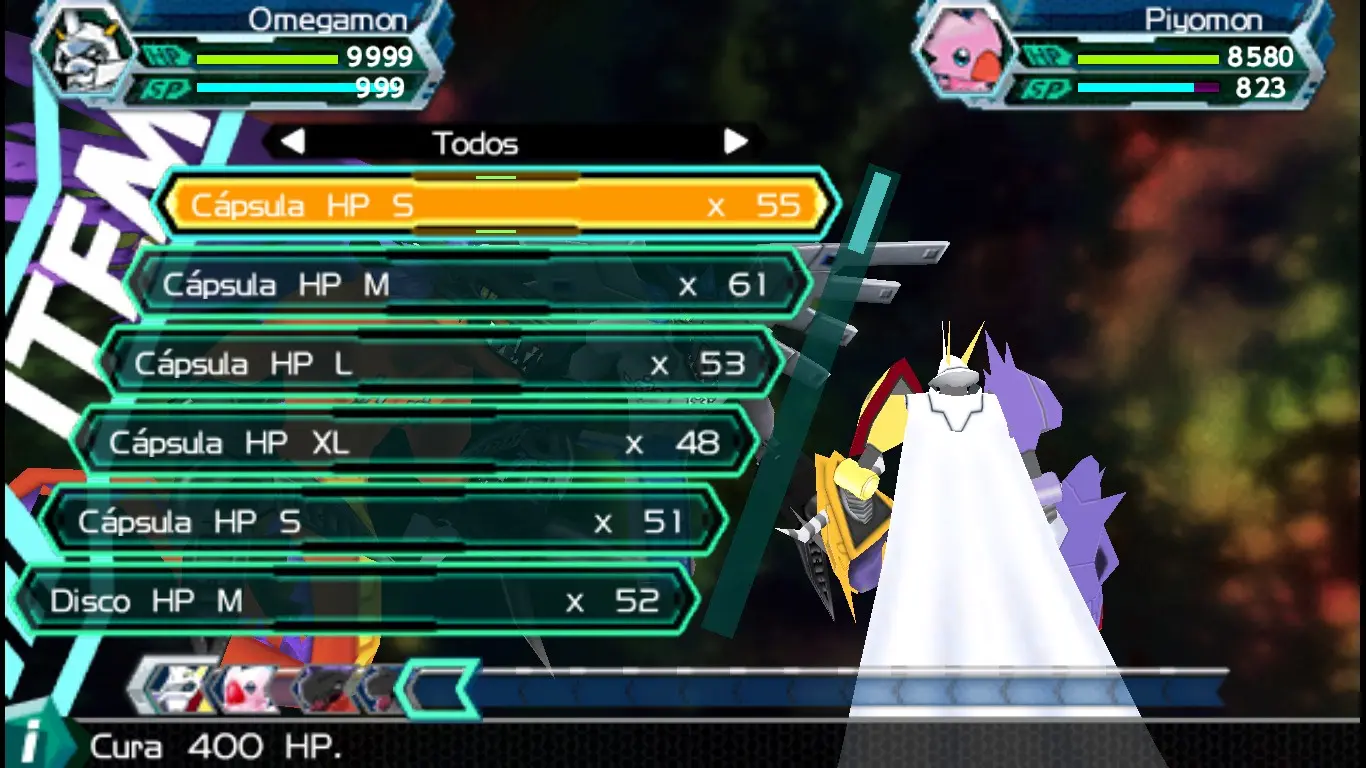 Omegamon
HP 9999
SP 999
Piyomon
HP 8580
SP 823
ITEM
Todos
Cápsula HP S x 55
Cápsula HP M x 61
Cápsula HP L x 53
Cápsula HP XL x 48
Cápsula HP S x 51
Disco HP M x 52
i
Cura 400 HP.